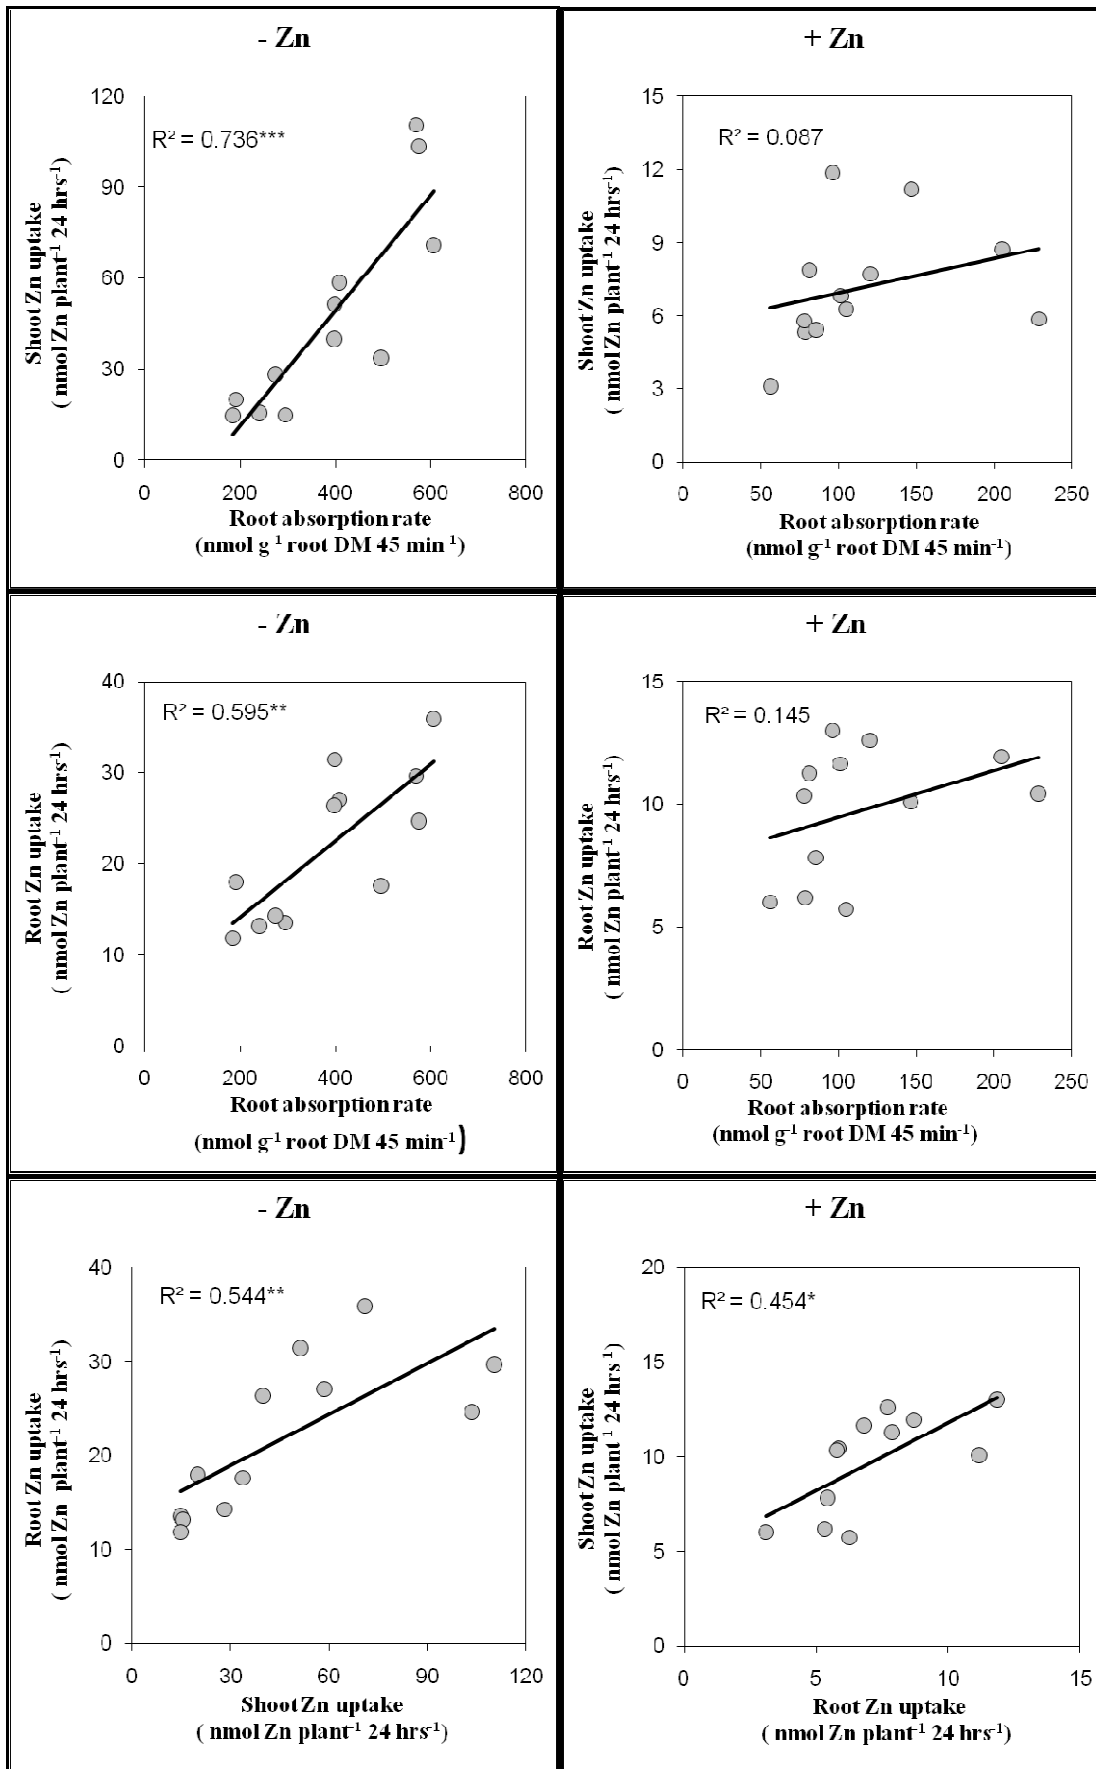 - Zn
R² = 0.736***
120
90
60
30
0
0 200 400 600 800
Shoot Zn uptake
( nmol Zn plant⁻¹ 24 hrs⁻¹)
Root absorption rate
(nmol g⁻¹ root DM 45 min⁻¹)
+ Zn
R² = 0.087
15
12
9
6
3
0
0 50 100 150 200 250
Shoot Zn uptake
( nmol Zn plant⁻¹ 24 hrs⁻¹)
Root absorption rate
(nmol g⁻¹ root DM 45 min⁻¹)
- Zn
R² = 0.595**
40
30
20
10
0
0 200 400 600 800
Root Zn uptake
( nmol Zn plant⁻¹ 24 hrs⁻¹)
Root absorption rate
(nmol g⁻¹ root DM 45 min⁻¹)
+ Zn
R² = 0.145
15
10
5
0
0 50 100 150 200 250
Root Zn uptake
( nmol Zn plant⁻¹ 24 hrs⁻¹)
Root absorption rate
(nmol g⁻¹ root DM 45 min⁻¹)
- Zn
R² = 0.544**
40
30
20
10
0
0 30 60 90 120
Root Zn uptake
( nmol Zn plant⁻¹ 24 hrs⁻¹)
Shoot Zn uptake
( nmol Zn plant⁻¹ 24 hrs⁻¹)
+ Zn
R² = 0.454*
20
15
10
5
0
0 5 10 15
Shoot Zn uptake
( nmol Zn plant⁻¹ 24 hrs⁻¹)
Root Zn uptake
( nmol Zn plant⁻¹ 24 hrs⁻¹)